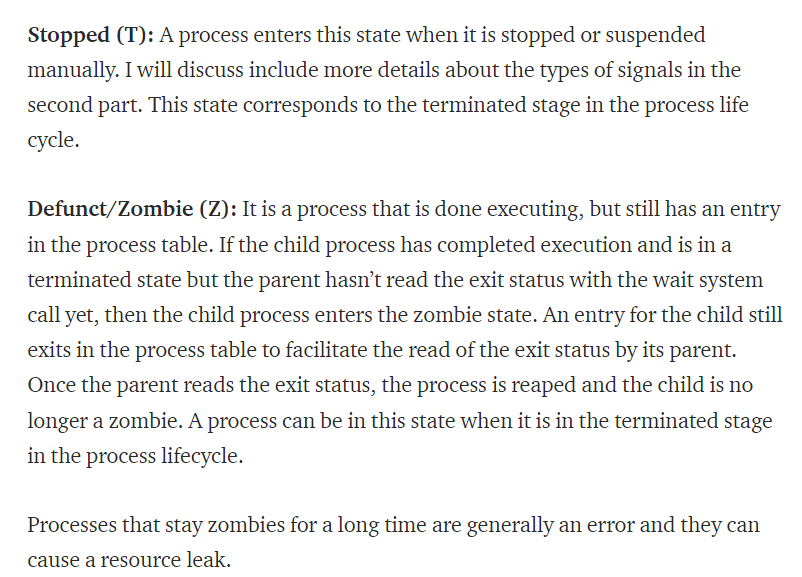 Stopped (T): A process enters this state when it is stopped or suspended
manually. I will discuss include more details about the types of signals in the
second part. This state corresponds to the terminated stage in the process life
cycle.
Defunct/Zombie (Z): It is a process that is done executing, but still has an entry
in the process table. If the child process has completed execution and is in a
terminated state but the parent hasn’t read the exit status with the wait system
call yet, then the child process enters the zombie state. An entry for the child still
exits in the process table to facilitate the read of the exit status by its parent.
Once the parent reads the exit status, the process is reaped and the child is no
longer a zombie. A process can be in this state when it is in the terminated stage
in the process lifecycle.
Processes that stay zombies for a long time are generally an error and they can
cause a resource leak.